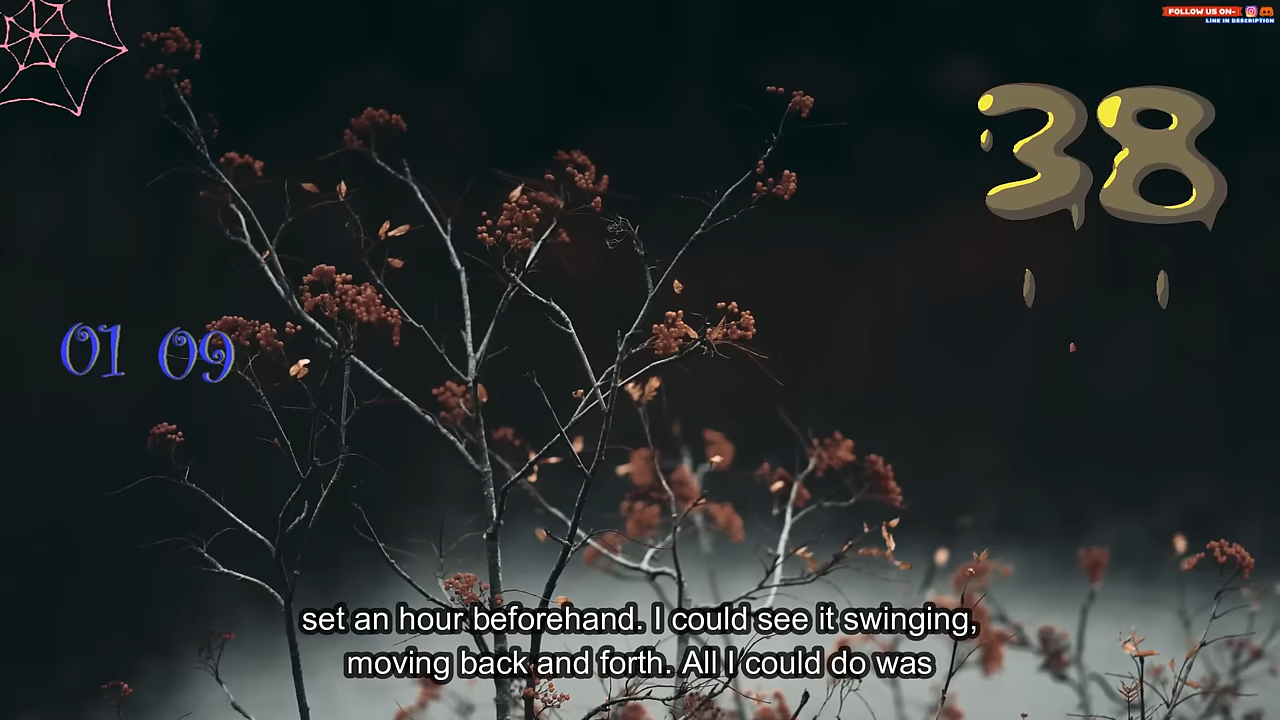 FOLLOW US ON-
LINK IN DESCRIPTION
38
01 09
set an hour beforehand. I could see it swinging,
moving back and forth. All I could do was